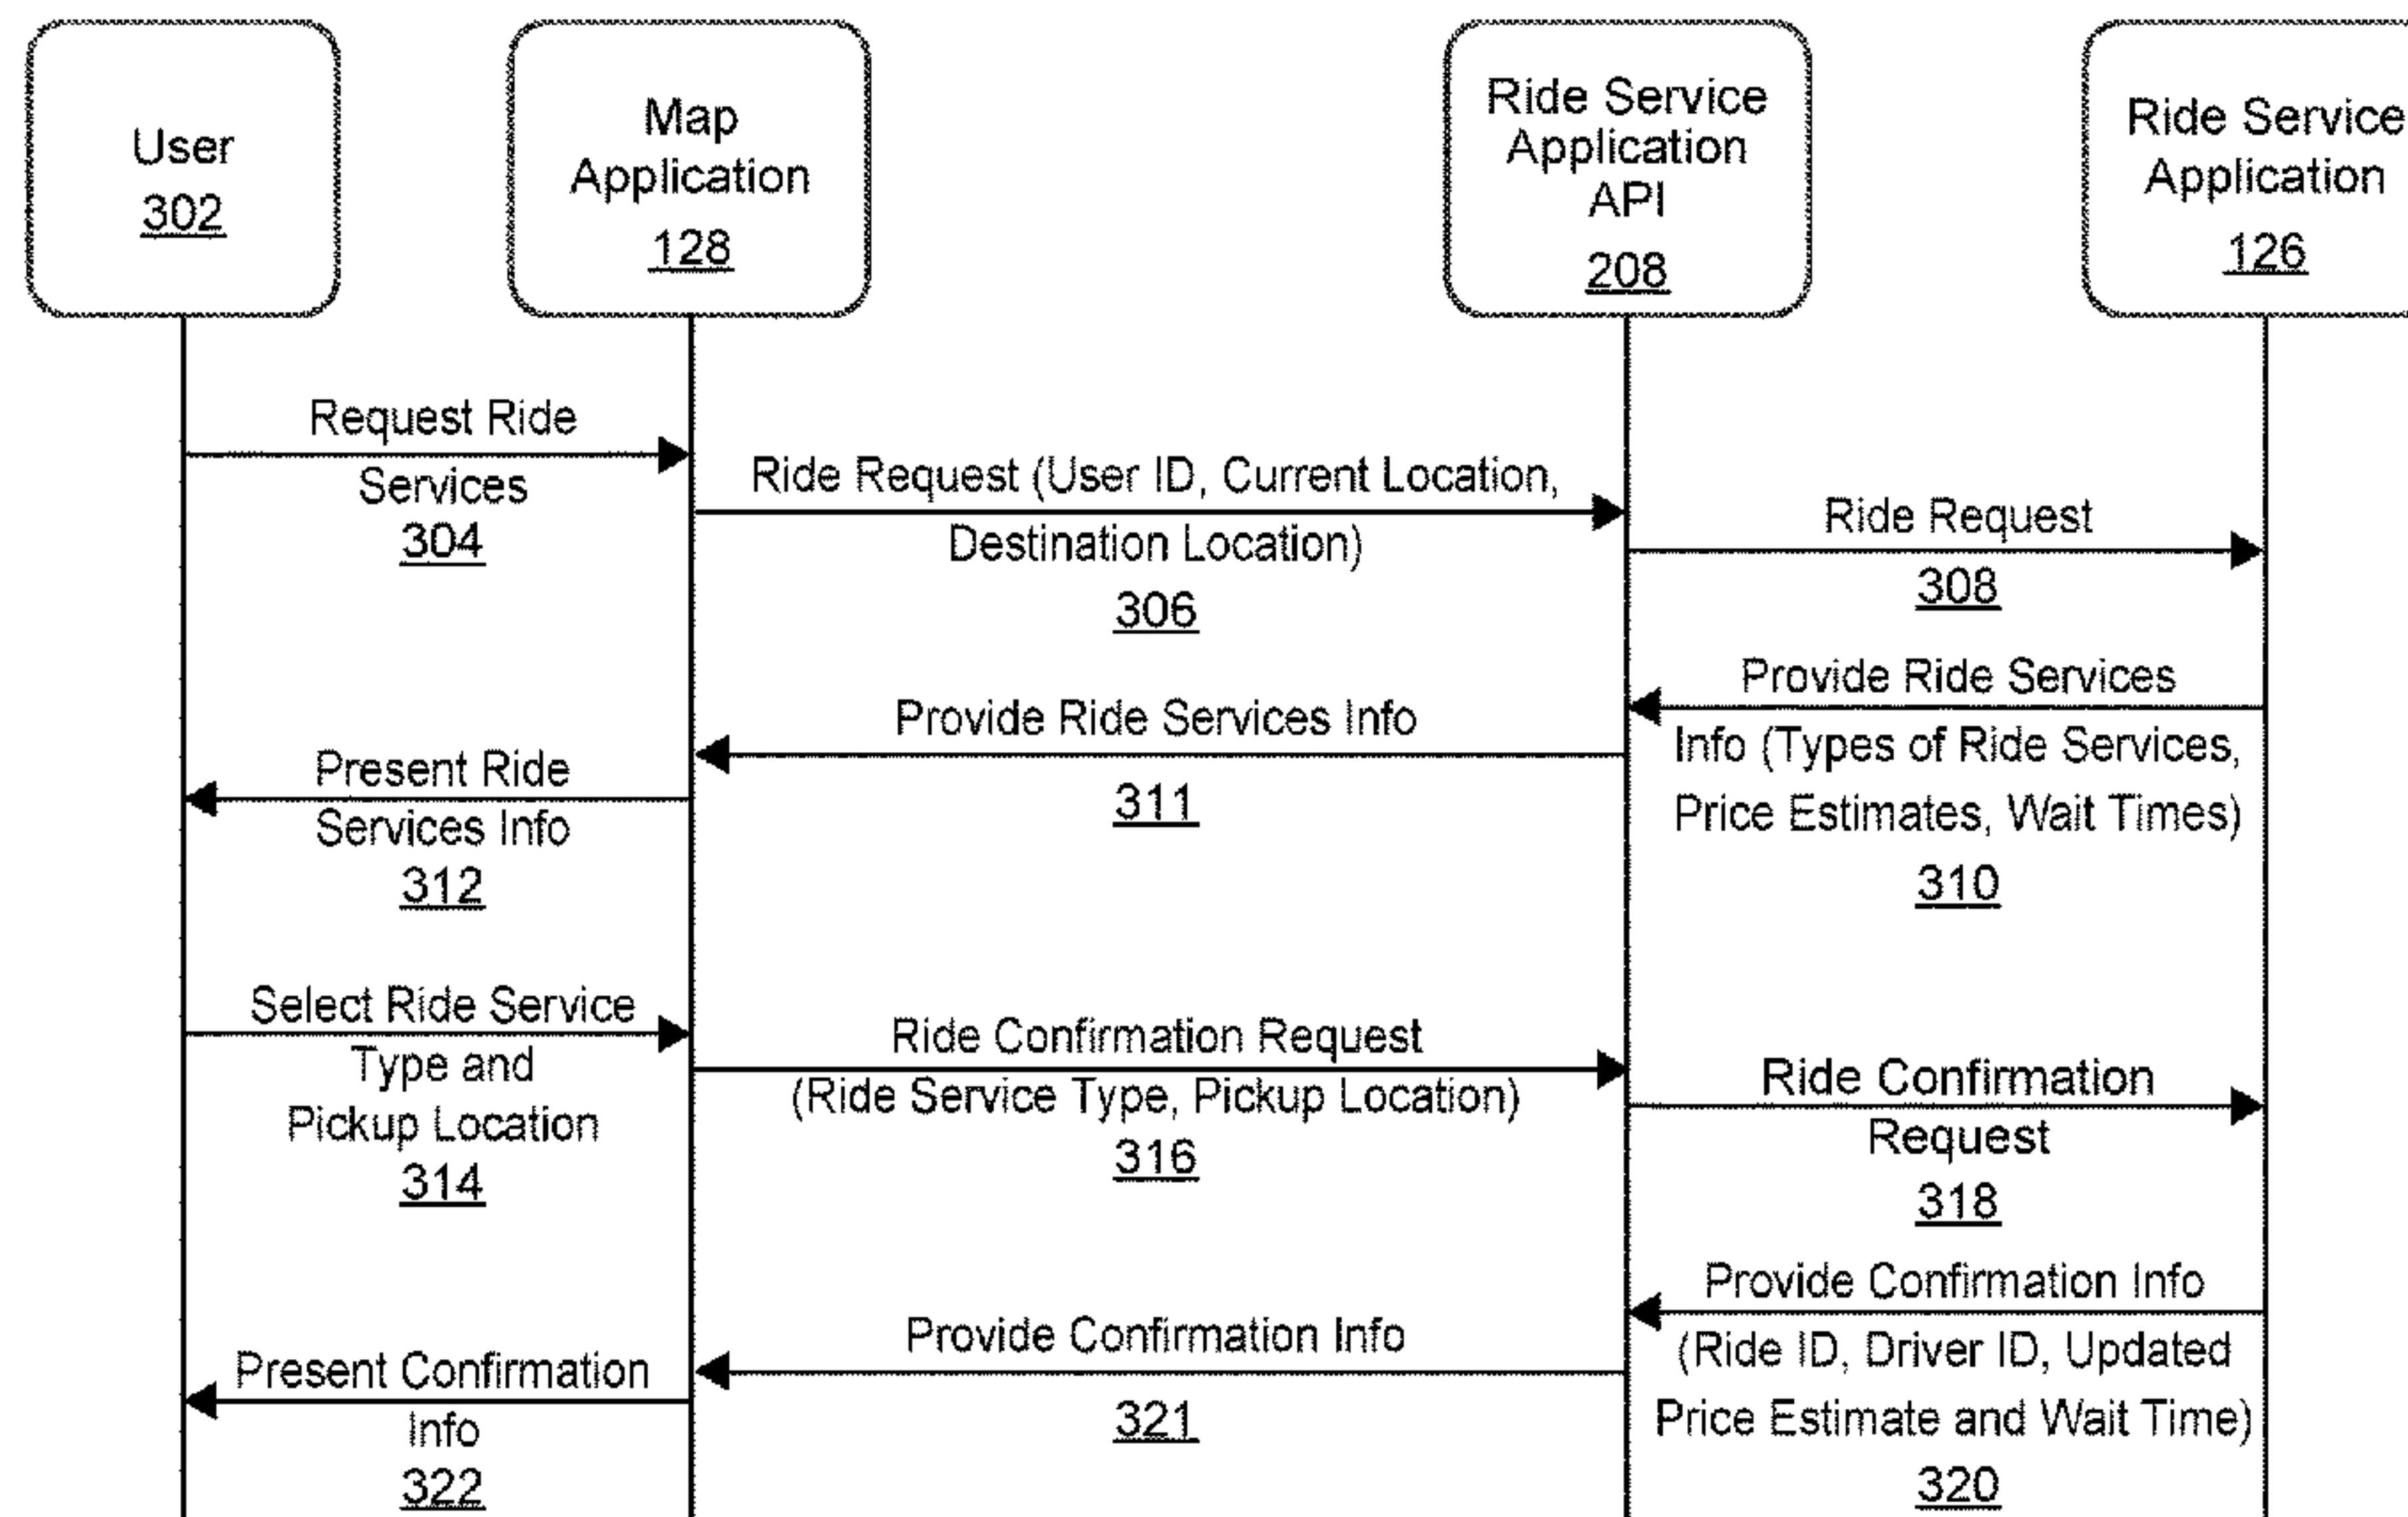 User
302
Map
Application
128
Ride Service
Application
API
208
Ride Service
Application
126
Request Ride
Services
304
Ride Request (User ID, Current Location,
Destination Location)
306
Ride Request
308
Provide Ride Services
Info (Types of Ride Services,
Price Estimates, Wait Times)
310
Provide Ride Services Info
311
Present Ride
Services Info
312
Select Ride Service
Type and
Pickup Location
314
Ride Confirmation Request
(Ride Service Type, Pickup Location)
316
Ride Confirmation
Request
318
Provide Confirmation Info
(Ride ID, Driver ID, Updated
Price Estimate and Wait Time)
320
Provide Confirmation Info
321
Present Confirmation
Info
322